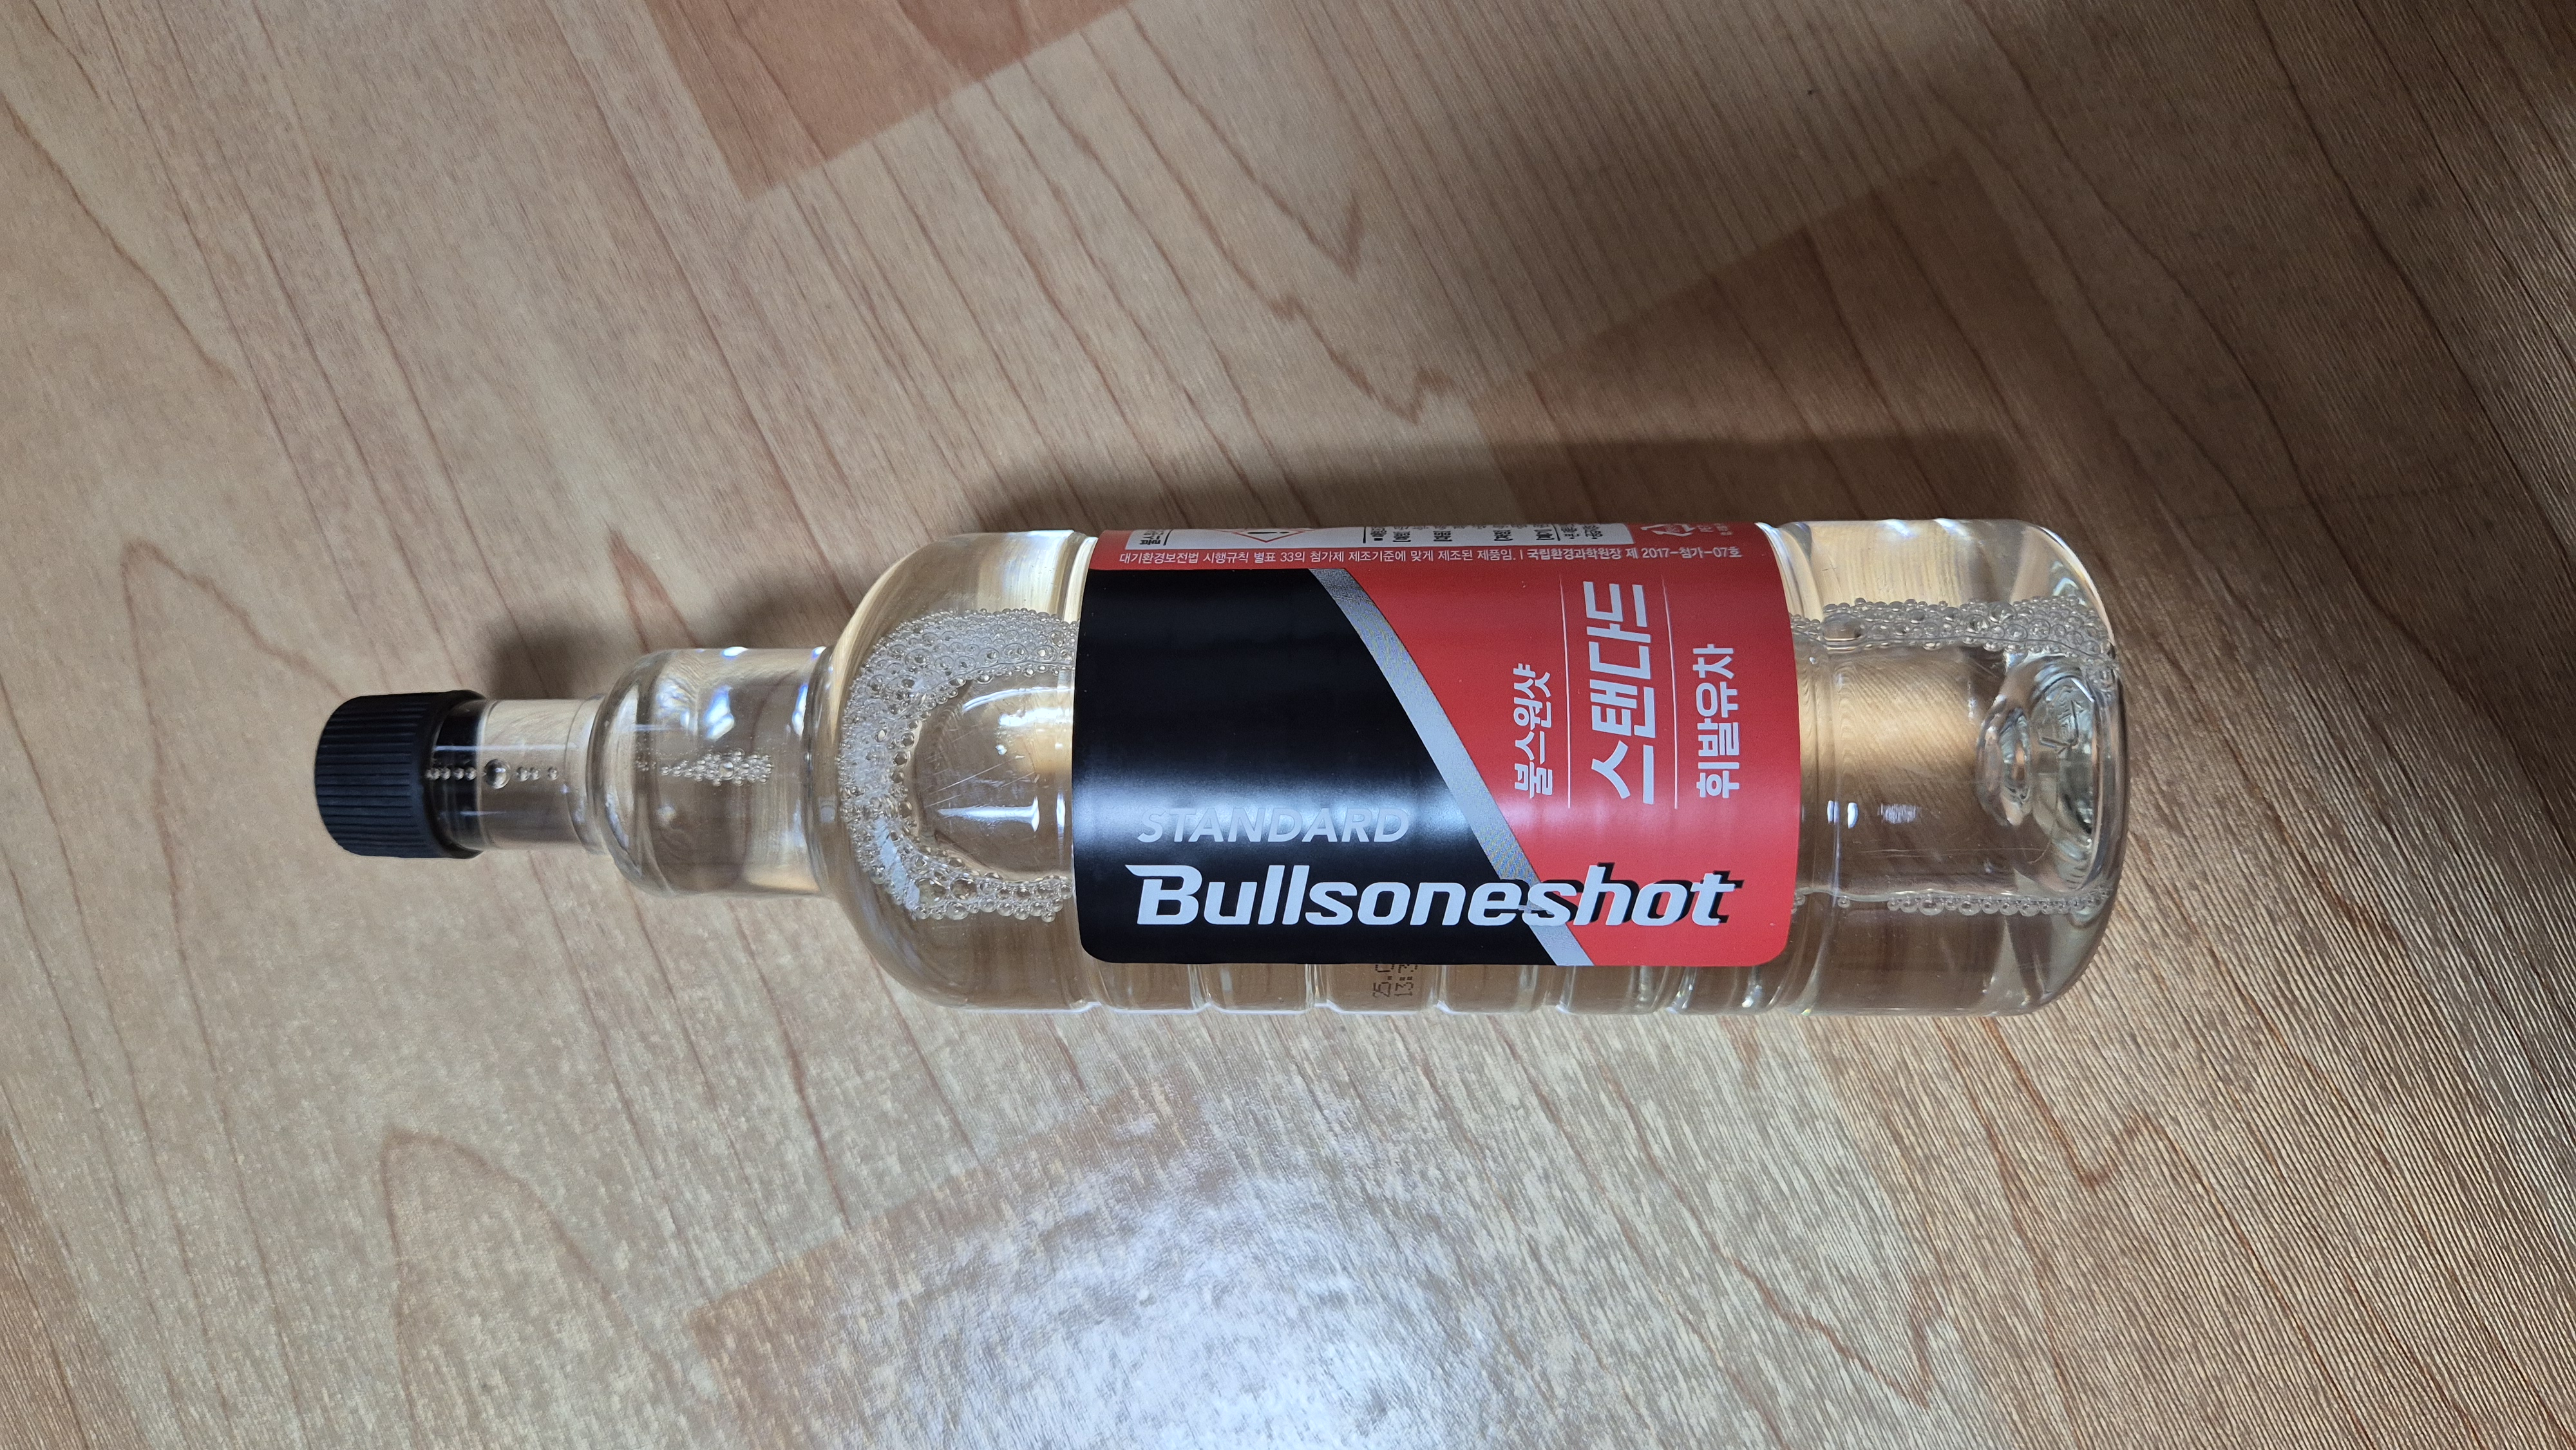 STANDARD
Bullsoneshot
불스원샷
스탠다드
휘발유차
대기환경보전법 시행규칙 별표 33의 첨가제 제조기준에 맞게 제조된 제품임. | 국립환경과학원장 제 2017-첨가-07호